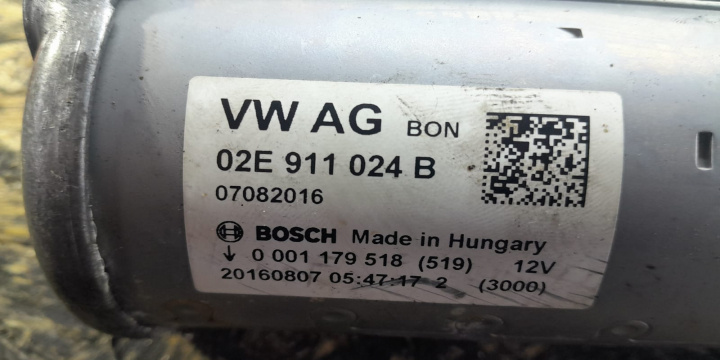 VW AG BON
02E 911 024 B
07082016
BOSCH Made in Hungary
↓ 0 001 179 518 (519) 12V
20160807 05:47:17 2 (3000)